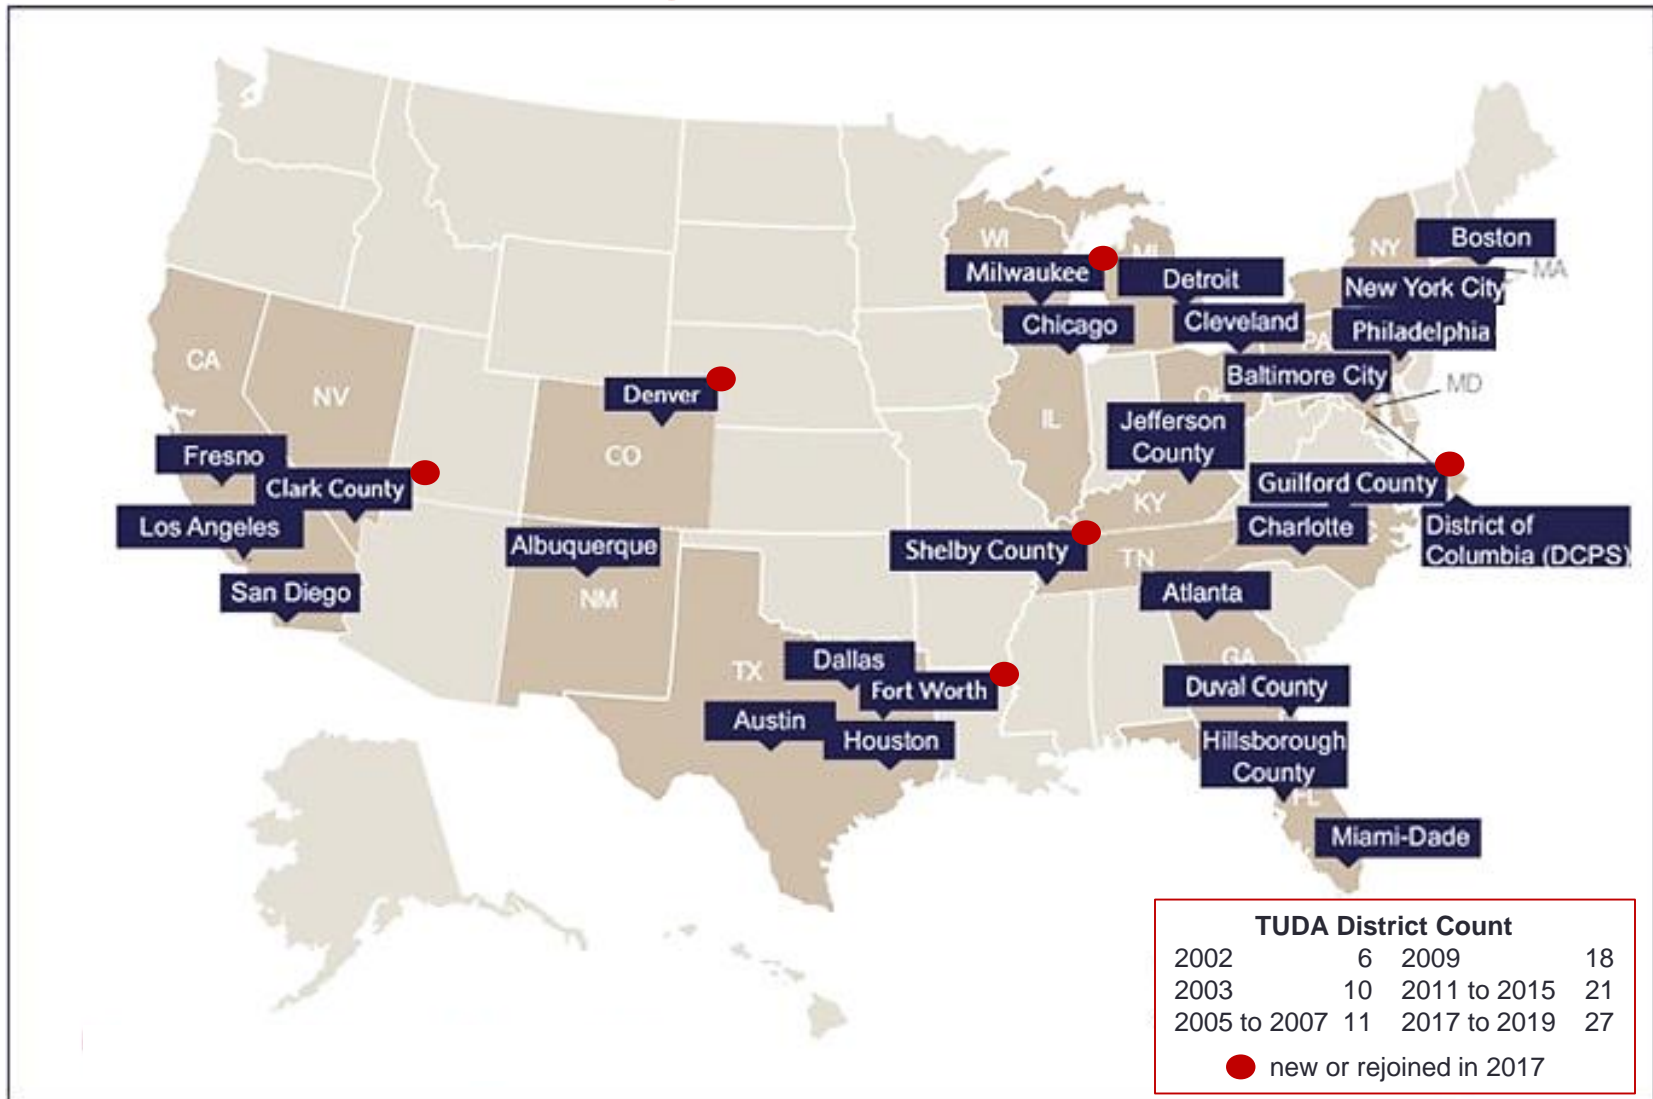 WI
MI
NY
Boston
MA
Milwaukee
Detroit
New York City
Chicago
Cleveland
PA
Philadelphia
CA
NV
Denver
Baltimore City
MD
OH
IL
Jefferson
County
CO
Fresno
Clark County
KY
Guilford County
Los Angeles
Albuquerque
Shelby County
TN
Charlotte
District of
Columbia (DCPS)
San Diego
NM
Atlanta
TX
Dallas
GA
Fort Worth
Duval County
Austin
Houston
Hillsborough
County
FL
Miami-Dade
TUDA District Count
2002 6 2009 18
2003 10 2011 to 2015 21
2005 to 2007 11 2017 to 2019 27
new or rejoined in 2017